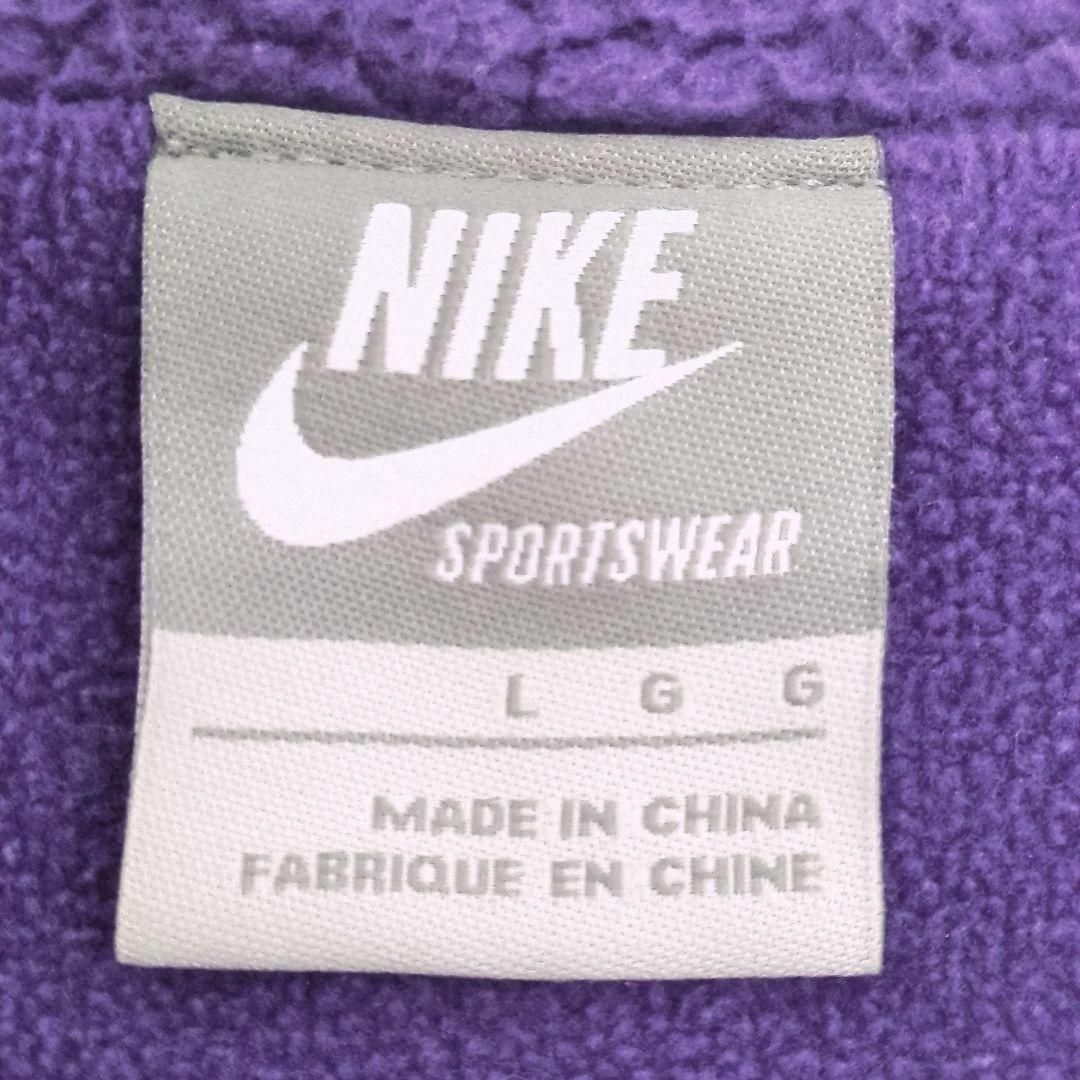 NIKE
SPORTSWEAR
L G G
MADE IN CHINA
FABRIQUE EN CHINE